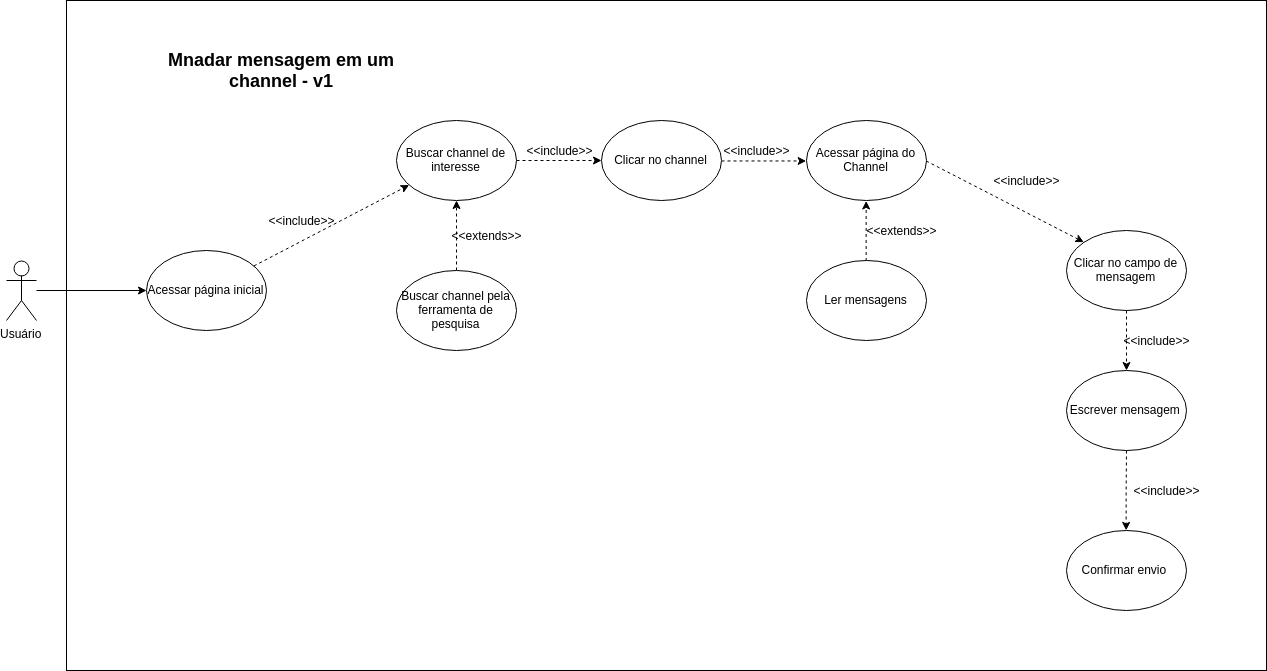 Mnadar mensagem em um
channel - v1
Buscar channel de
interesse
<<include>>
Clicar no channel
<<include>>
Acessar página do
Channel
<<include>>
<<include>>
<<extends>>
<<extends>>
Clicar no campo de
mensagem
Acessar página inicial
Buscar channel pela
ferramenta de
pesquisa
Ler mensagens
Usuário
<<include>>
Escrever mensagem
<<include>>
Confirmar envio